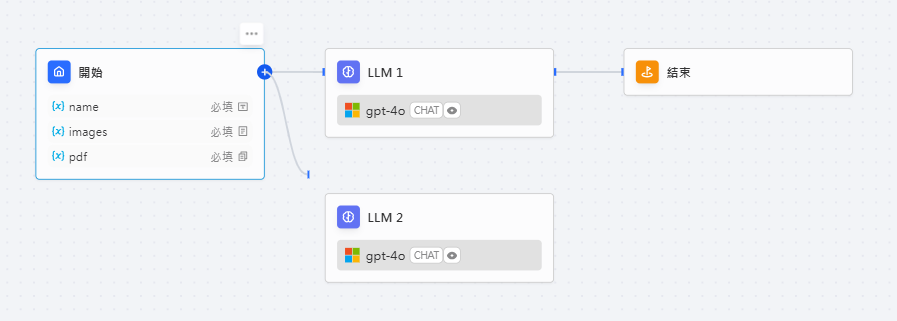 開始
{x} name 必填
{x} images 必填
{x} pdf 必填
LLM 1
gpt-4o CHAT
結束
LLM 2
gpt-4o CHAT